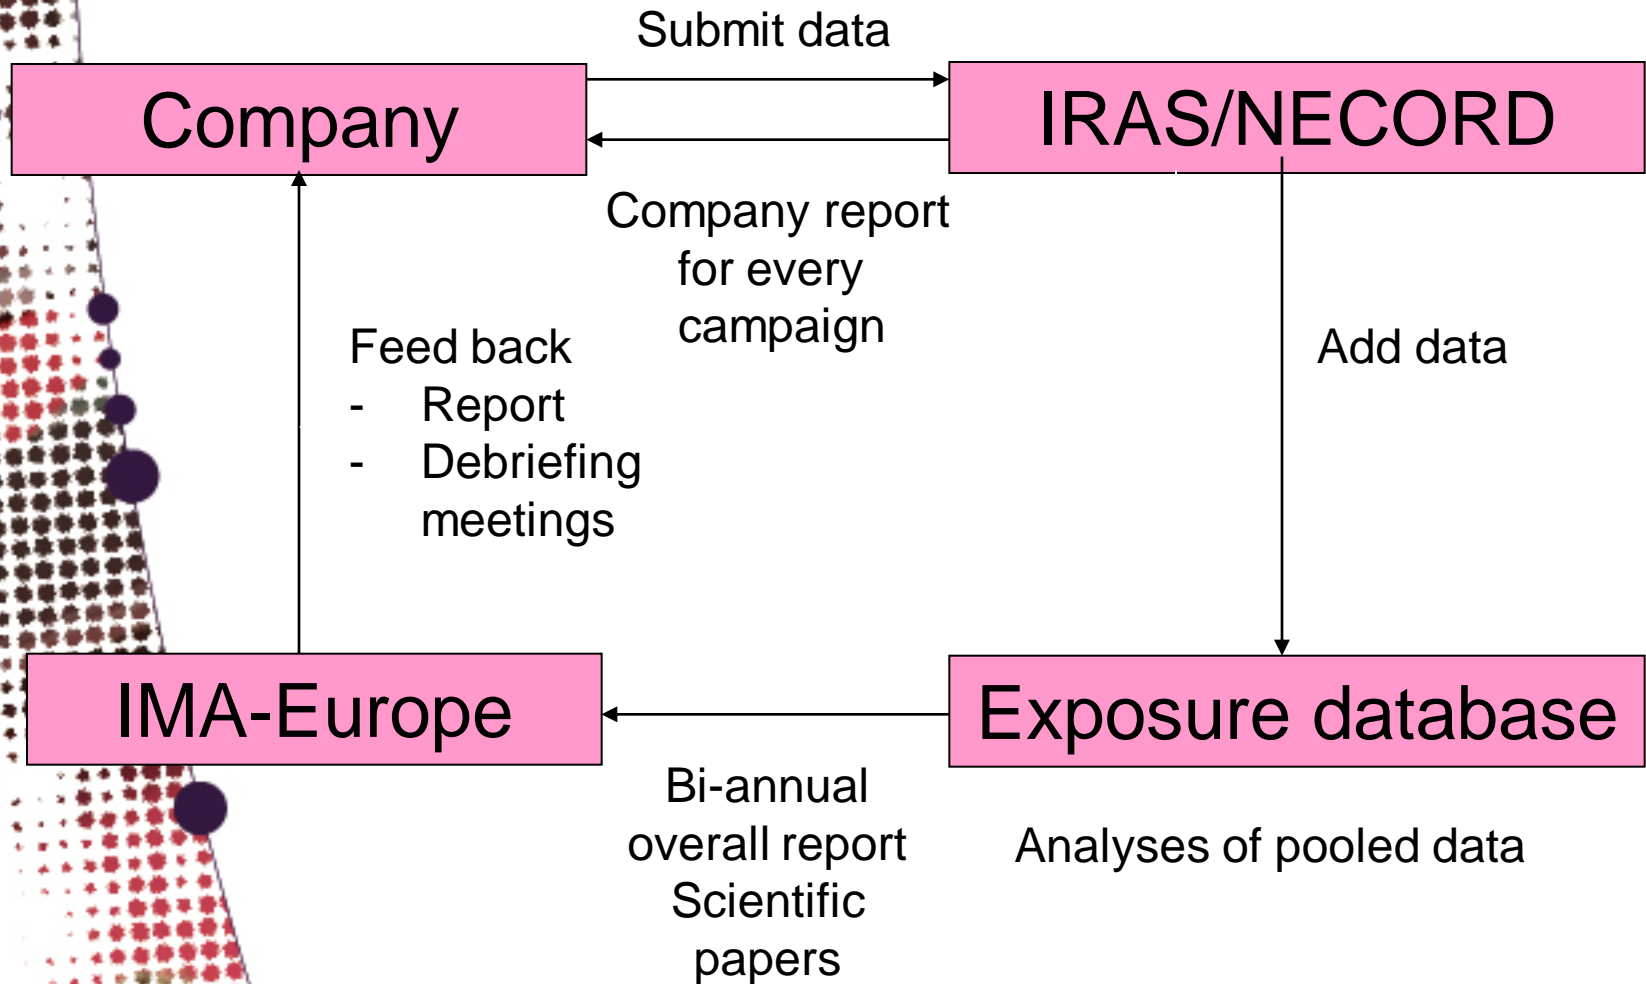 Submit data
Company
IRAS/NECORD
Company report
for every
campaign
Feed back
- Report
- Debriefing
meetings
Add data
IMA-Europe
Exposure database
Bi-annual
overall report
Scientific
papers
Analyses of pooled data